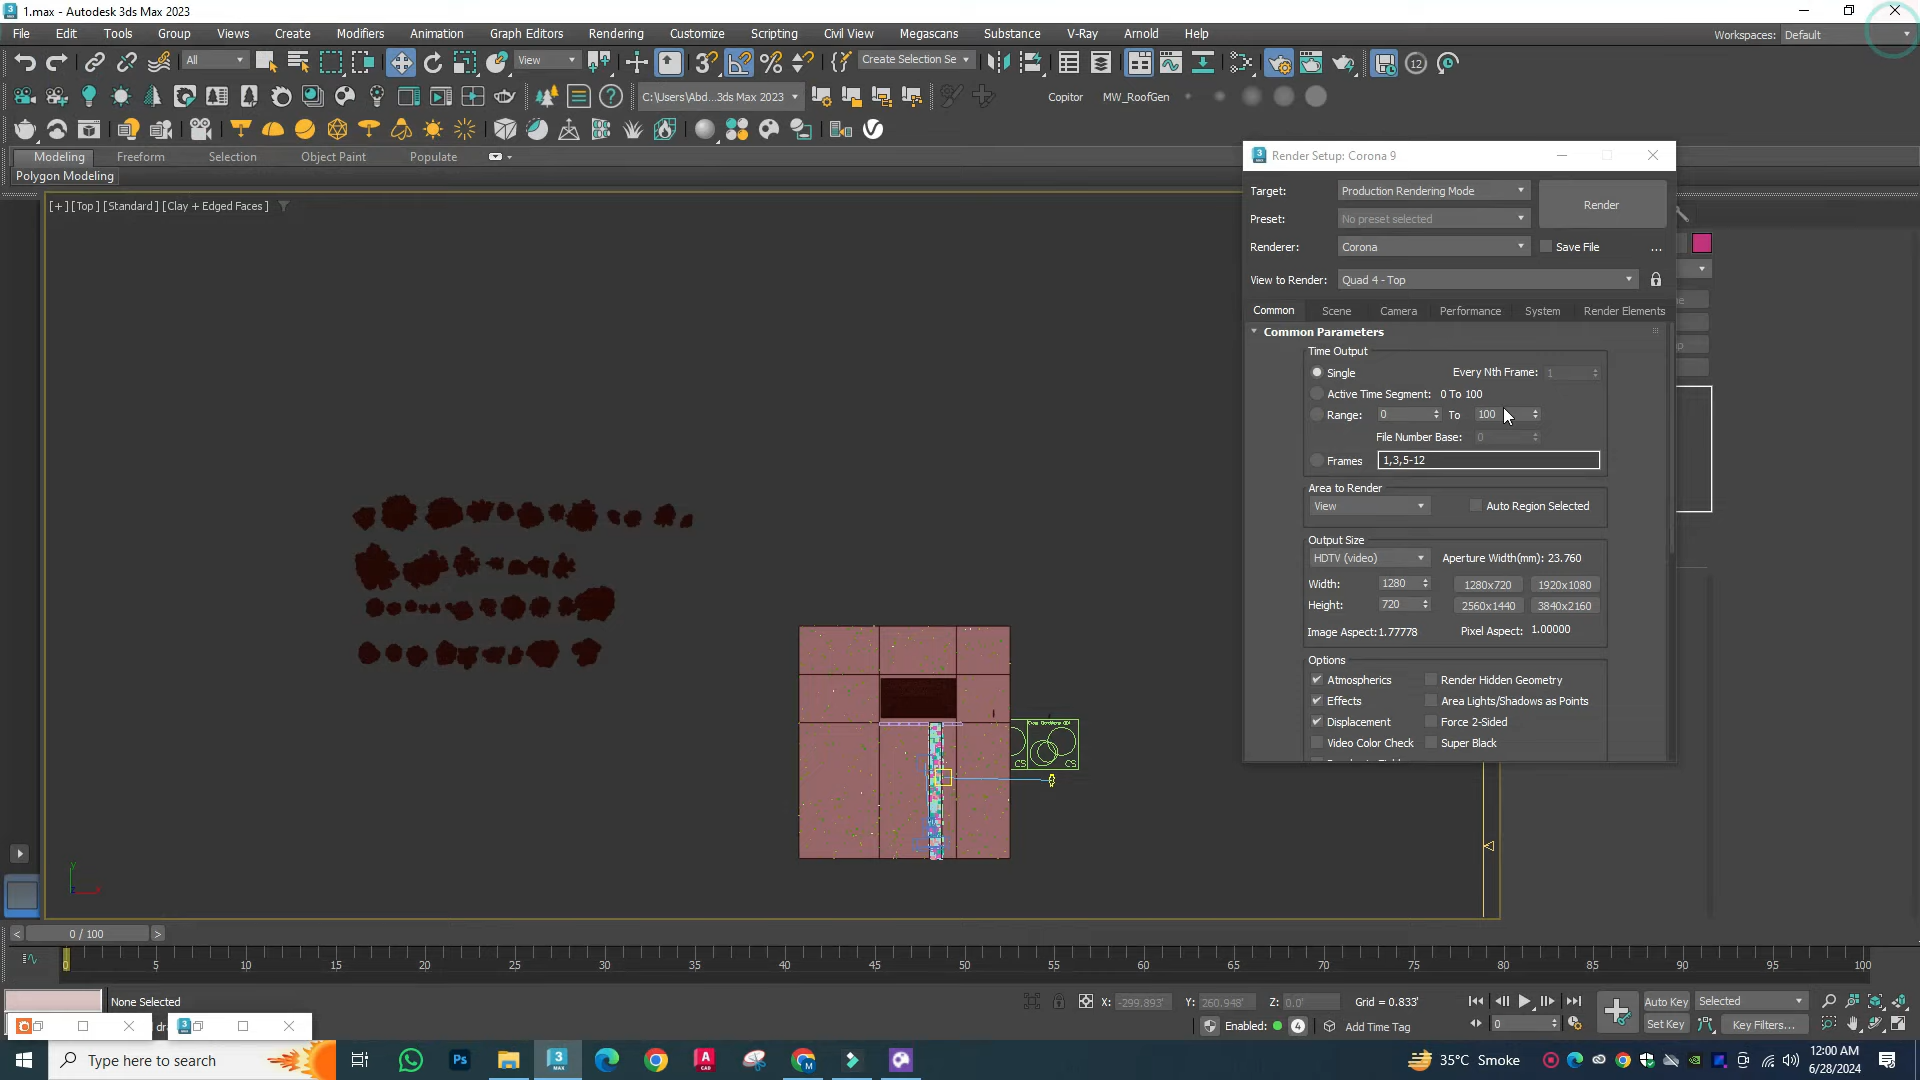 1.max - Autodesk 3ds Max 2023
File Edit Tools Group Views Create Modifiers Animation Graph Editors Rendering Customize Scripting Civil View Megascans Substance V-Ray Arnold Help
Workspaces: Default
All View Create Selection Se
C:\Users\Abd...3ds Max 2023 Copitor MW_RoofGen
Modeling Freeform Selection Object Paint Populate
Polygon Modeling
[+] [Top] [Standard] [Clay + Edged Faces]
Render Setup: Corona 9
Target: Production Rendering Mode
Render
Preset: No preset selected
Renderer: Corona Save File ...
View to Render: Quad 4 - Top
Common Scene Camera Performance System Render Elements
Common Parameters
Time Output
Single Every Nth Frame: 1
Active Time Segment: 0 To 100
Range: 0 To 100
File Number Base: 0
Frames 1,3,5-12
Area to Render
View Auto Region Selected
Output Size
HDTV (video) Aperture Width(mm): 23.760
Width: 1280 1280x720 1920x1080
Height: 720 2560x1440 3840x2160
Image Aspect:1.77778 Pixel Aspect: 1.00000
Options
Atmospherics Render Hidden Geometry
Effects Area Lights/Shadows as Points
Displacement Force 2-Sided
Video Color Check Super Black
CS CS
0 / 100
0 5 10 15 20 25 30 35 40 45 50 55 60 65 70 75 80 85 90 95 100
None Selected
X: -299.893' Y: 260.948' Z: 0.0' Grid = 0.833'
Auto Key Selected
Enabled: 4 Add Time Tag
0
Set Key Key Filters...
Type here to search
35°C Smoke
12:00 AM
6/28/2024